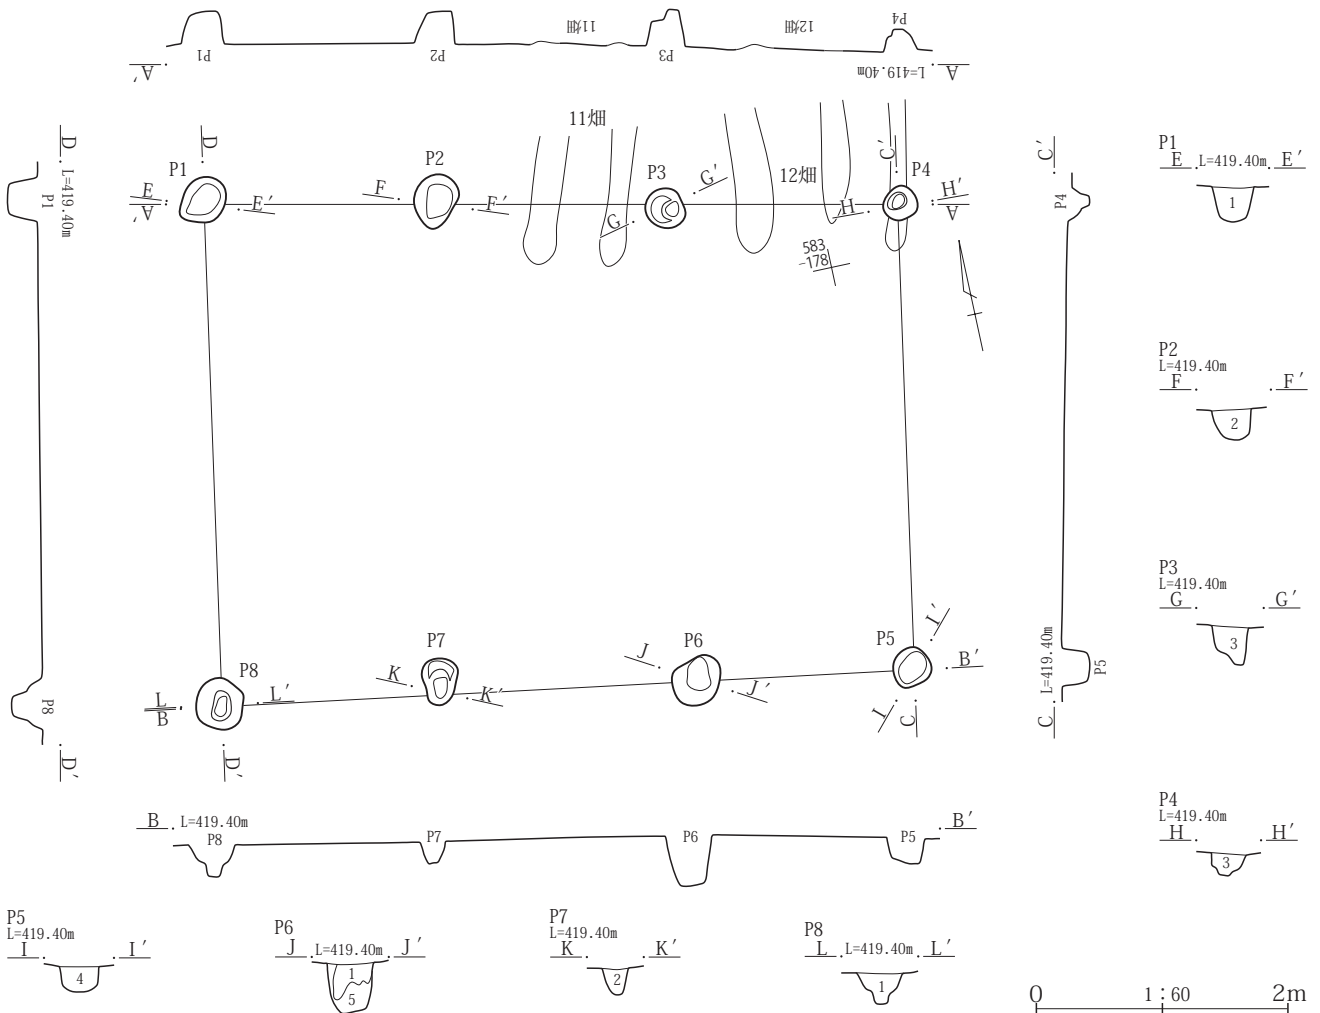 P1
P2
P3
11畑
12畑
P4
A′
L=419.40m
A
D
L=419.40m
P1
P8
D′
D
P1
E
A′
E′
P2
F
F′
11畑
P3
G
G′
12畑
C′
P4
H
H′
A
583
-178
P8
L
B
L′
D′
P7
K
K′
P6
J
J′
P5
I′
B′
I
C
C′
P4
L=419.40m
P5
C
P1
E L=419.40m E′
1
P2
L=419.40m
F F′
2
P3
L=419.40m
G G′
3
P4
L=419.40m
H H′
3
B L=419.40m B′
P8
P7
P6
P5
P5
L=419.40m
I I′
4
P6
J L=419.40m J′
1
5
P7
L=419.40m
K K′
2
P8
L L=419.40m L′
1
0 1:60 2m